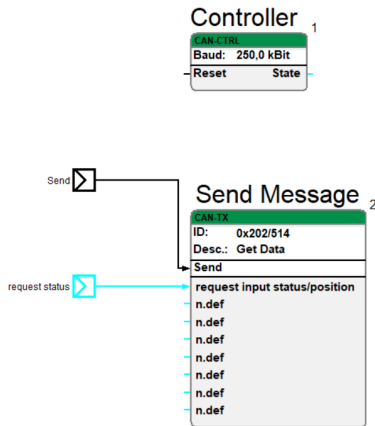 Controller 1
CAN-CTRL
Baud: 250,0 kBit
Reset State
Send
Send Message 2
CAN-TX
ID: 0x202/514
Desc.: Get Data
Send
request status
request input status/position
n.def
n.def
n.def
n.def
n.def
n.def
n.def